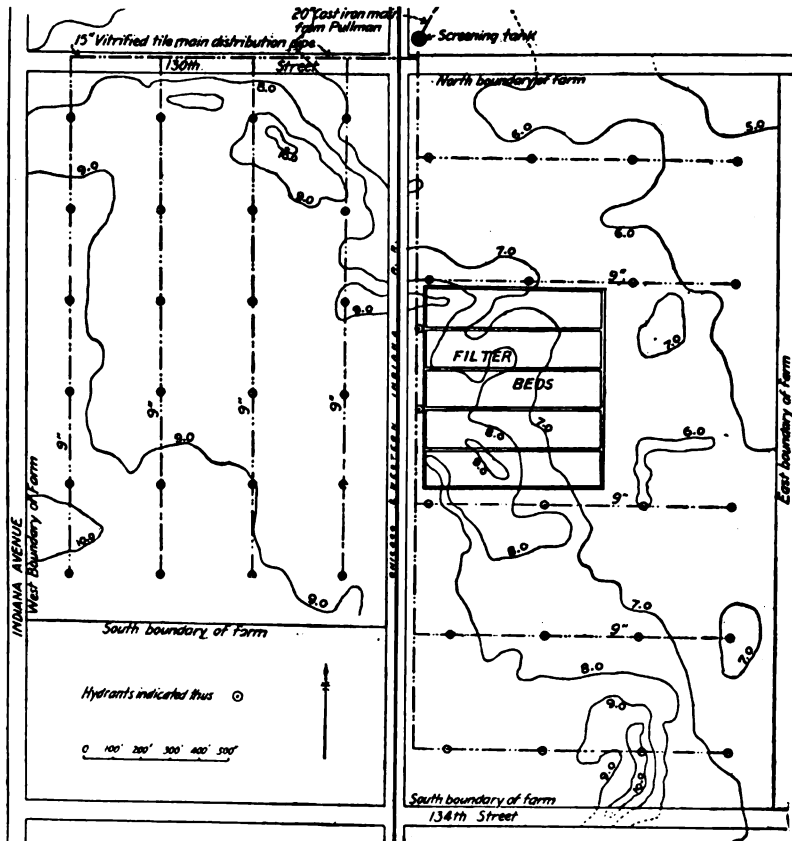 20" Cast iron main
from Pullman
Screening tank
15" Vitrified tile main distribution pipe
130th Street
North boundary of Farm
8.0
5.0
6.0
10.0
9.0
8.0
9.0
6.0
7.0
9"
9.0
7.0
FILTER
BEDS
9"
9"
9"
9"
7.0
6.0
8.0
9.0
8.0
CHICAGO & WESTERN INDIANA R. R.
East boundary of Farm
9"
INDIANA AVENUE
West Boundary of Farm
10.0
8.0
9.0
7.0
South boundary of Farm
9"
7.0
8.0
Hydrants indicated thus
9.0
0 100' 200' 300' 400' 500'
9.0
10.0
South boundary of farm
134th Street